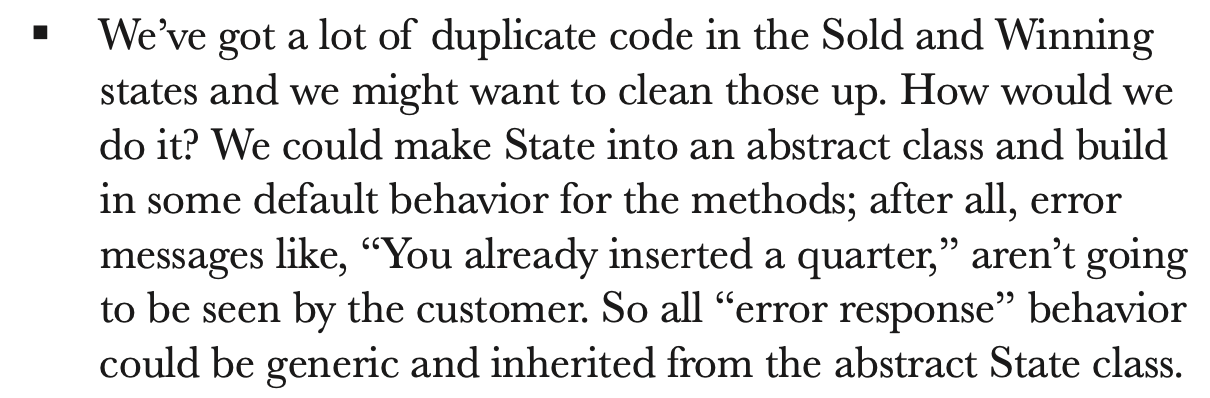 ▪ We’ve got a lot of duplicate code in the Sold and Winning
states and we might want to clean those up. How would we
do it? We could make State into an abstract class and build
in some default behavior for the methods; after all, error
messages like, “You already inserted a quarter,” aren’t going
to be seen by the customer. So all “error response” behavior
could be generic and inherited from the abstract State class.